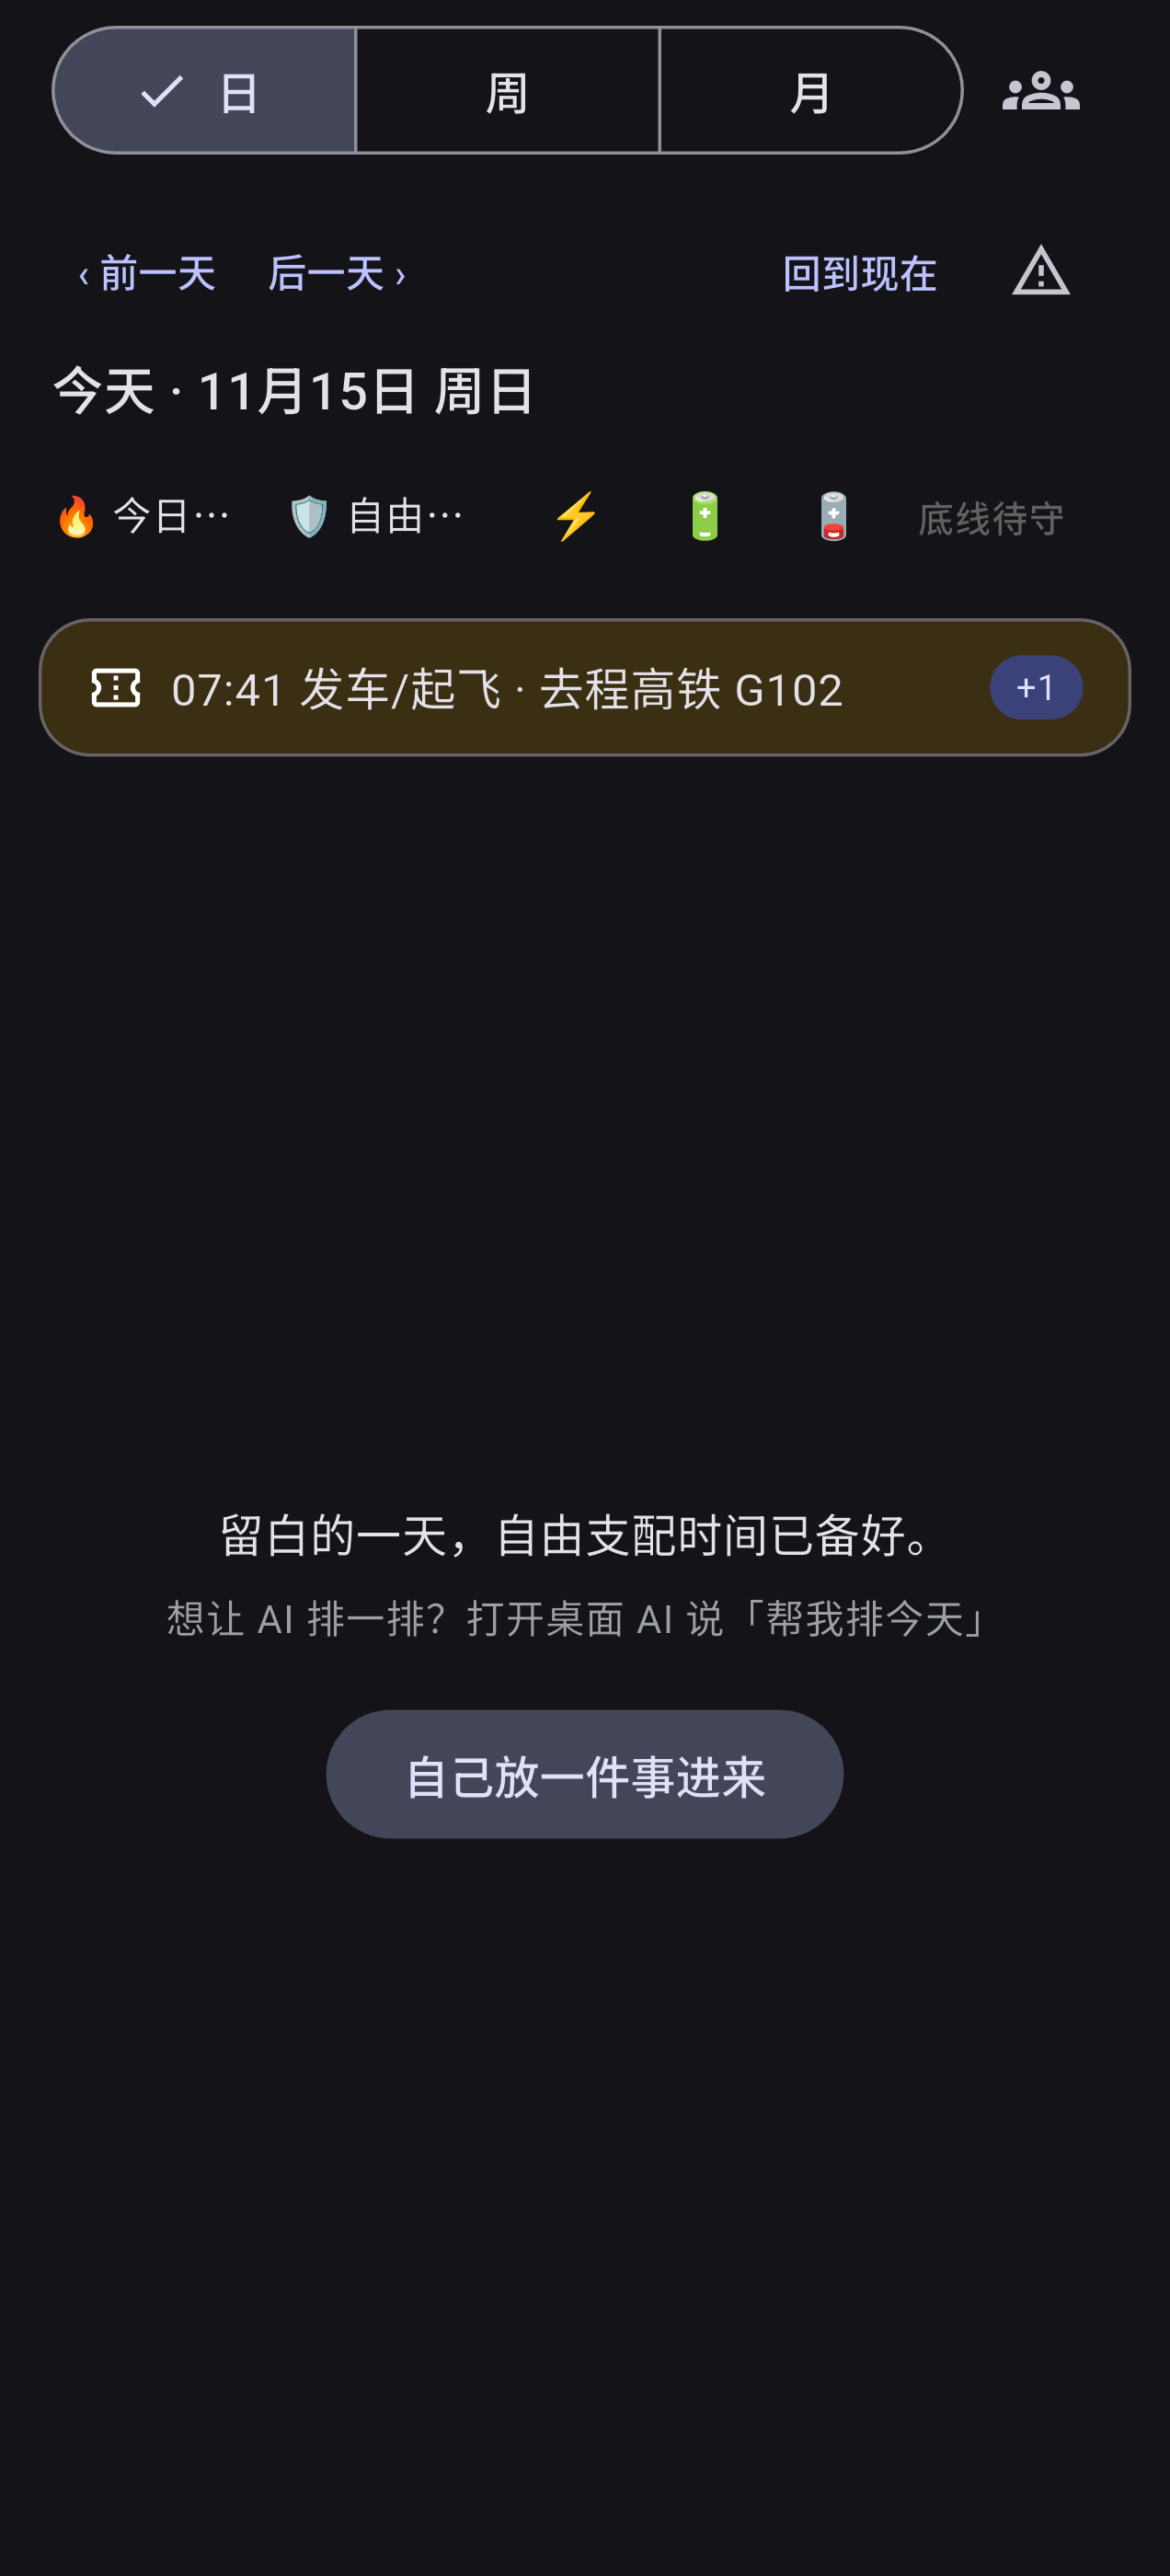 日 周 月
‹ 前一天 后一天 › 回到现在
今天 · 11月15日 周日
今日… 自由… 底线待守
07:41 发车/起飞 · 去程高铁 G102 +1
留白的一天，自由支配时间已备好。
想让 AI 排一排？打开桌面 AI 说「帮我排今天」
自己放一件事进来